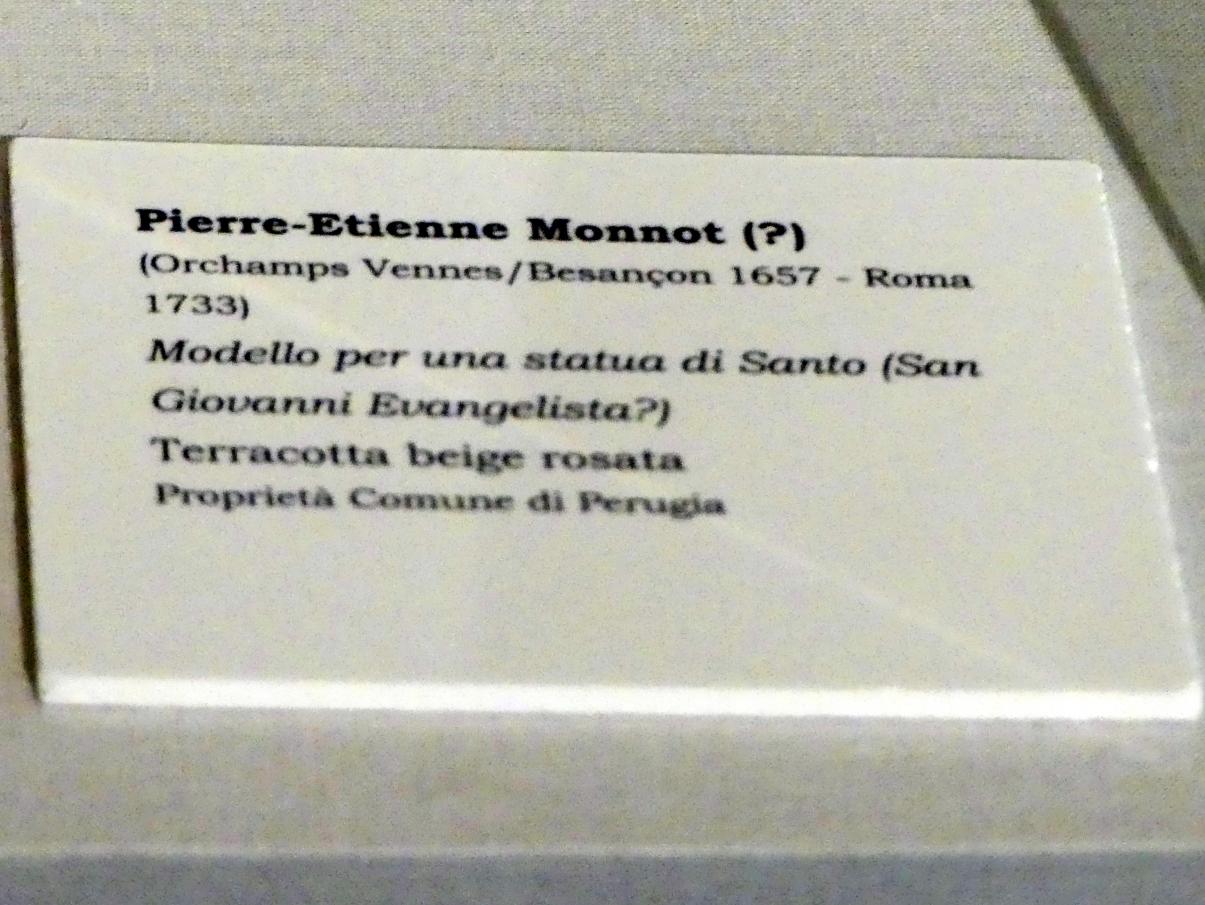 Pierre-Etienne Monnot (?)
(Orchamps Vennes/Besançon 1657 - Roma
1733)
Modello per una statua di Santo (San
Giovanni Evangelista?)
Terracotta beige rosata
Proprietà Comune di Perugia